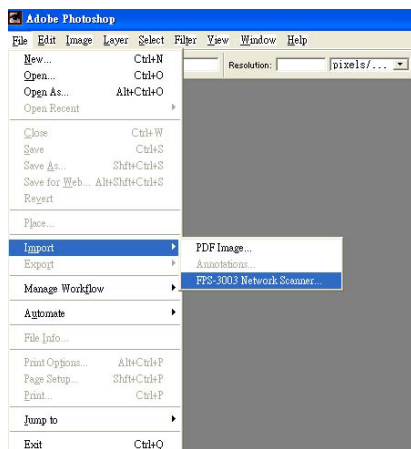 Adobe Photoshop
File Edit Image Layer Select Filter View Window Help
Resolution: pixels/...
New... Ctrl+N
Open... Ctrl+O
Open As... Alt+Ctrl+O
Open Recent
Close Ctrl+W
Save Ctrl+S
Save As... Shft+Ctrl+S
Save for Web... Alt+Shft+Ctrl+S
Revert
Place...
Import
PDF Image...
Export
Annotations...
FPS-3003 Network Scanner...
Manage Workflow
Automate
File Info...
Print Options... Alt+Ctrl+P
Page Setup... Shft+Ctrl+P
Print... Ctrl+P
Jump to
Exit Ctrl+Q